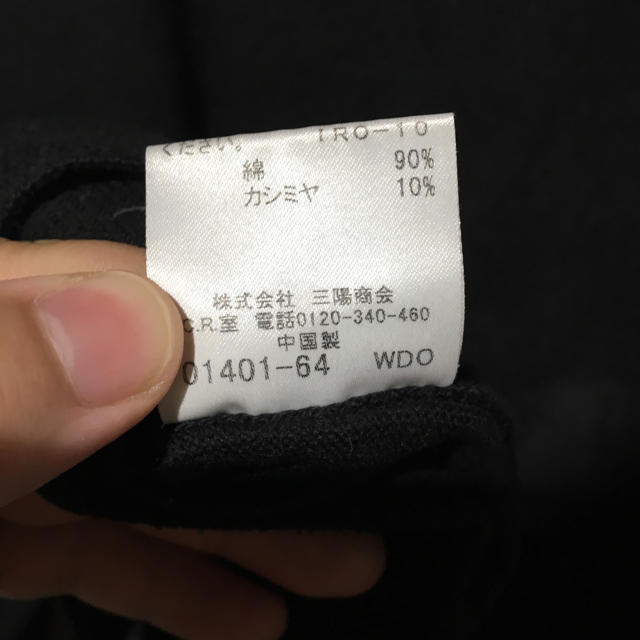 ください。 IRO-10
綿 90%
カシミヤ 10%
株式会社 三陽商会
C.R.室 電話0120-340-460
中国製
01401-64 WDO